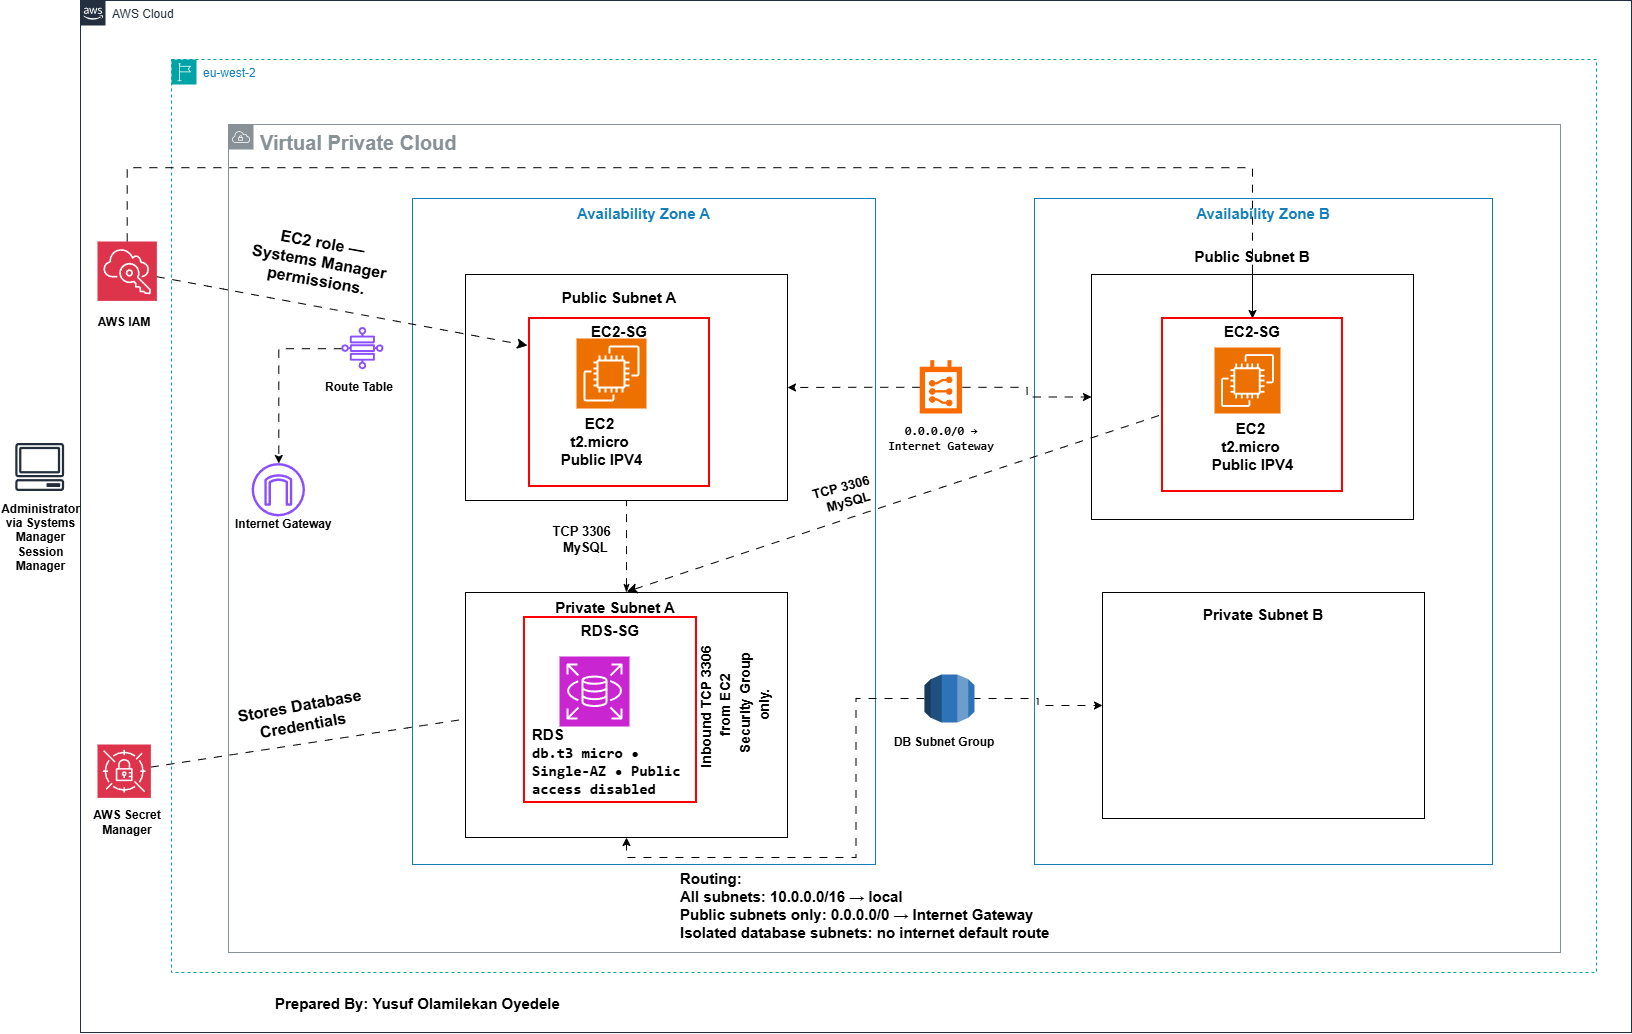 aws
AWS Cloud
eu-west-2
Virtual Private Cloud
Availability Zone A
Availability Zone B
EC2 role —
Systems Manager
permissions.
Public Subnet B
Public Subnet A
EC2-SG
EC2
t2.micro
Public IPV4
EC2-SG
EC2
t2.micro
Public IPV4
AWS IAM
Route Table
Internet Gateway
0.0.0.0/0 →
Internet Gateway
Administrator
via Systems
Manager
Session
Manager
TCP 3306
MySQL
TCP 3306
MySQL
Private Subnet A
RDS-SG
RDS
db.t3 micro •
Single-AZ • Public
access disabled
Inbound TCP 3306
from EC2
Security Group
only.
Private Subnet B
Stores Database
Credentials
DB Subnet Group
AWS Secret
Manager
Routing:
All subnets: 10.0.0.0/16 → local
Public subnets only: 0.0.0.0/0 → Internet Gateway
Isolated database subnets: no internet default route
Prepared By: Yusuf Olamilekan Oyedele